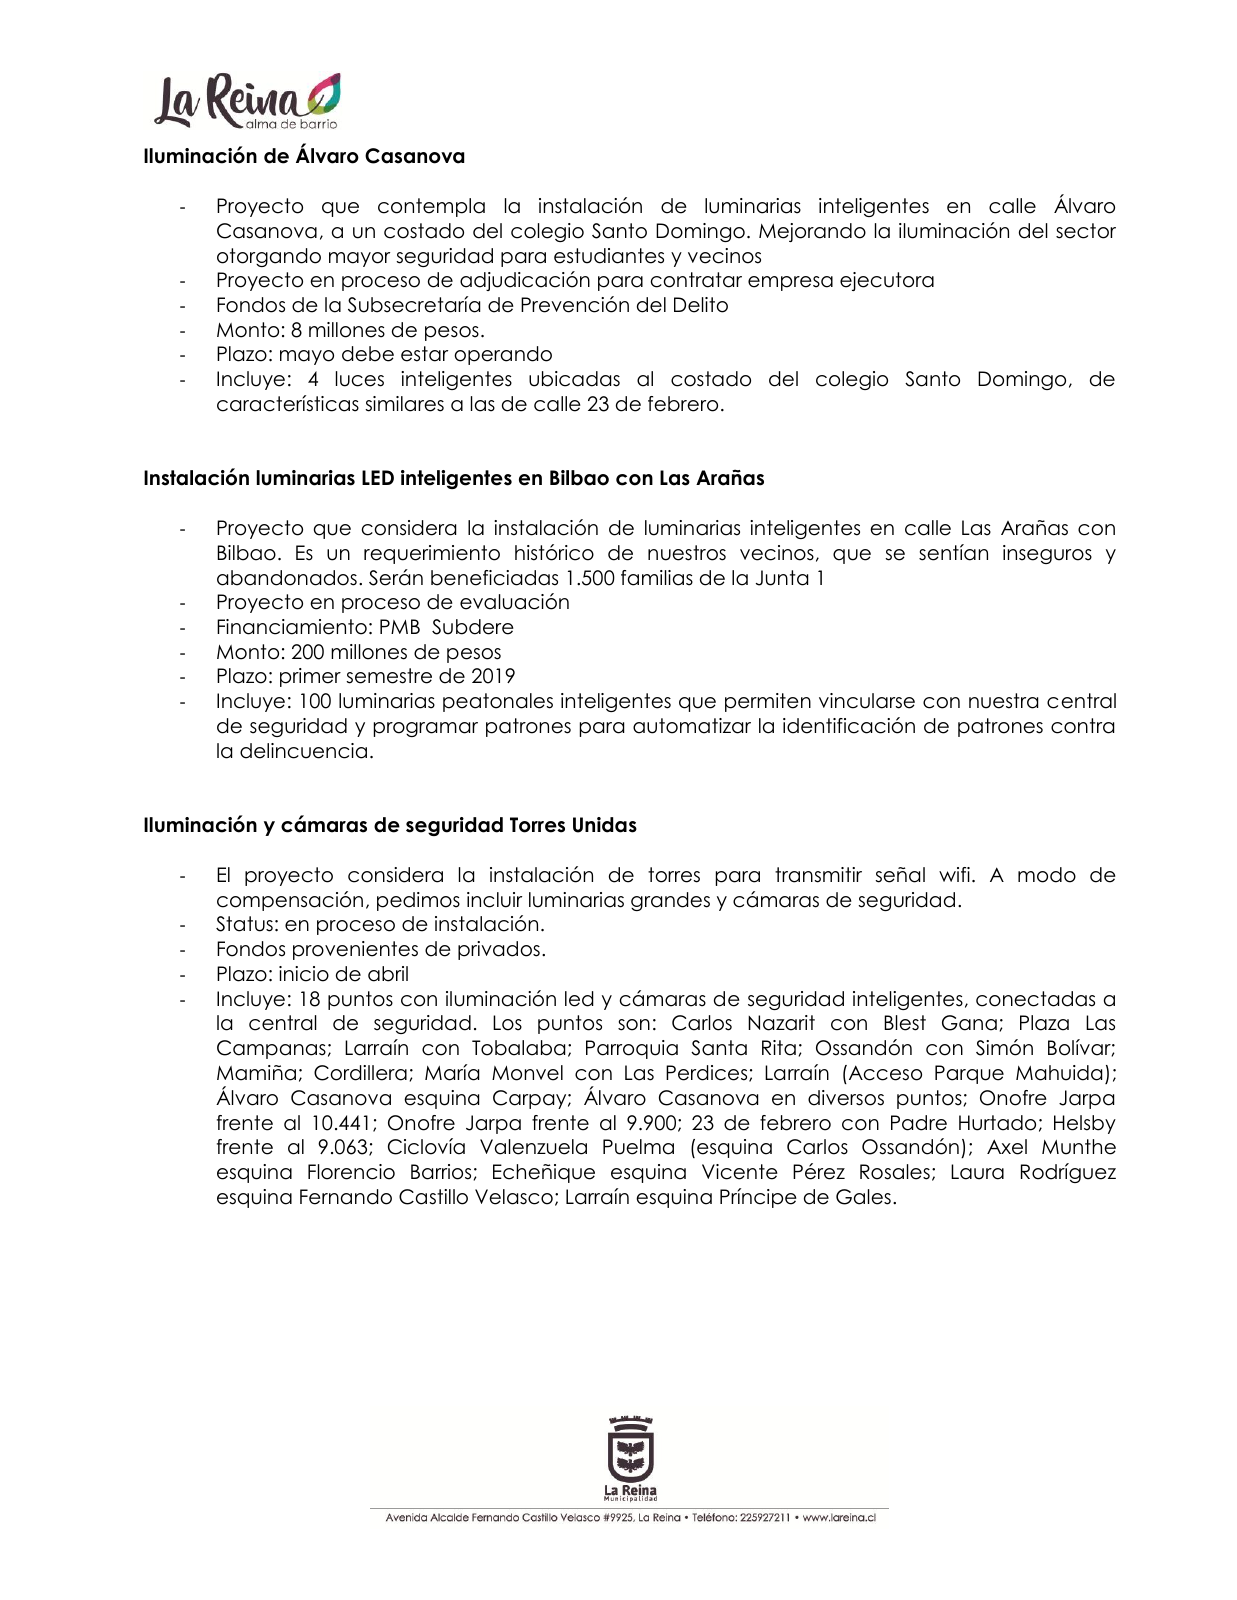 La Reina
alma de barrio
Iluminación de Álvaro Casanova
- Proyecto que contempla la instalación de luminarias inteligentes en calle Álvaro
Casanova, a un costado del colegio Santo Domingo. Mejorando la iluminación del sector
otorgando mayor seguridad para estudiantes y vecinos
- Proyecto en proceso de adjudicación para contratar empresa ejecutora
- Fondos de la Subsecretaría de Prevención del Delito
- Monto: 8 millones de pesos.
- Plazo: mayo debe estar operando
- Incluye: 4 luces inteligentes ubicadas al costado del colegio Santo Domingo, de
características similares a las de calle 23 de febrero.
Instalación luminarias LED inteligentes en Bilbao con Las Arañas
- Proyecto que considera la instalación de luminarias inteligentes en calle Las Arañas con
Bilbao. Es un requerimiento histórico de nuestros vecinos, que se sentían inseguros y
abandonados. Serán beneficiadas 1.500 familias de la Junta 1
- Proyecto en proceso de evaluación
- Financiamiento: PMB Subdere
- Monto: 200 millones de pesos
- Plazo: primer semestre de 2019
- Incluye: 100 luminarias peatonales inteligentes que permiten vincularse con nuestra central
de seguridad y programar patrones para automatizar la identificación de patrones contra
la delincuencia.
Iluminación y cámaras de seguridad Torres Unidas
- El proyecto considera la instalación de torres para transmitir señal wifi. A modo de
compensación, pedimos incluir luminarias grandes y cámaras de seguridad.
- Status: en proceso de instalación.
- Fondos provenientes de privados.
- Plazo: inicio de abril
- Incluye: 18 puntos con iluminación led y cámaras de seguridad inteligentes, conectadas a
la central de seguridad. Los puntos son: Carlos Nazarit con Blest Gana; Plaza Las
Campanas; Larraín con Tobalaba; Parroquia Santa Rita; Ossandón con Simón Bolívar;
Mamiña; Cordillera; María Monvel con Las Perdices; Larraín (Acceso Parque Mahuida);
Álvaro Casanova esquina Carpay; Álvaro Casanova en diversos puntos; Onofre Jarpa
frente al 10.441; Onofre Jarpa frente al 9.900; 23 de febrero con Padre Hurtado; Helsby
frente al 9.063; Ciclovía Valenzuela Puelma (esquina Carlos Ossandón); Axel Munthe
esquina Florencio Barrios; Echeñique esquina Vicente Pérez Rosales; Laura Rodríguez
esquina Fernando Castillo Velasco; Larraín esquina Príncipe de Gales.
La Reina
Municipalidad
Avenida Alcalde Fernando Castillo Velasco #9925, La Reina • Teléfono: 225927211 • www.lareina.cl